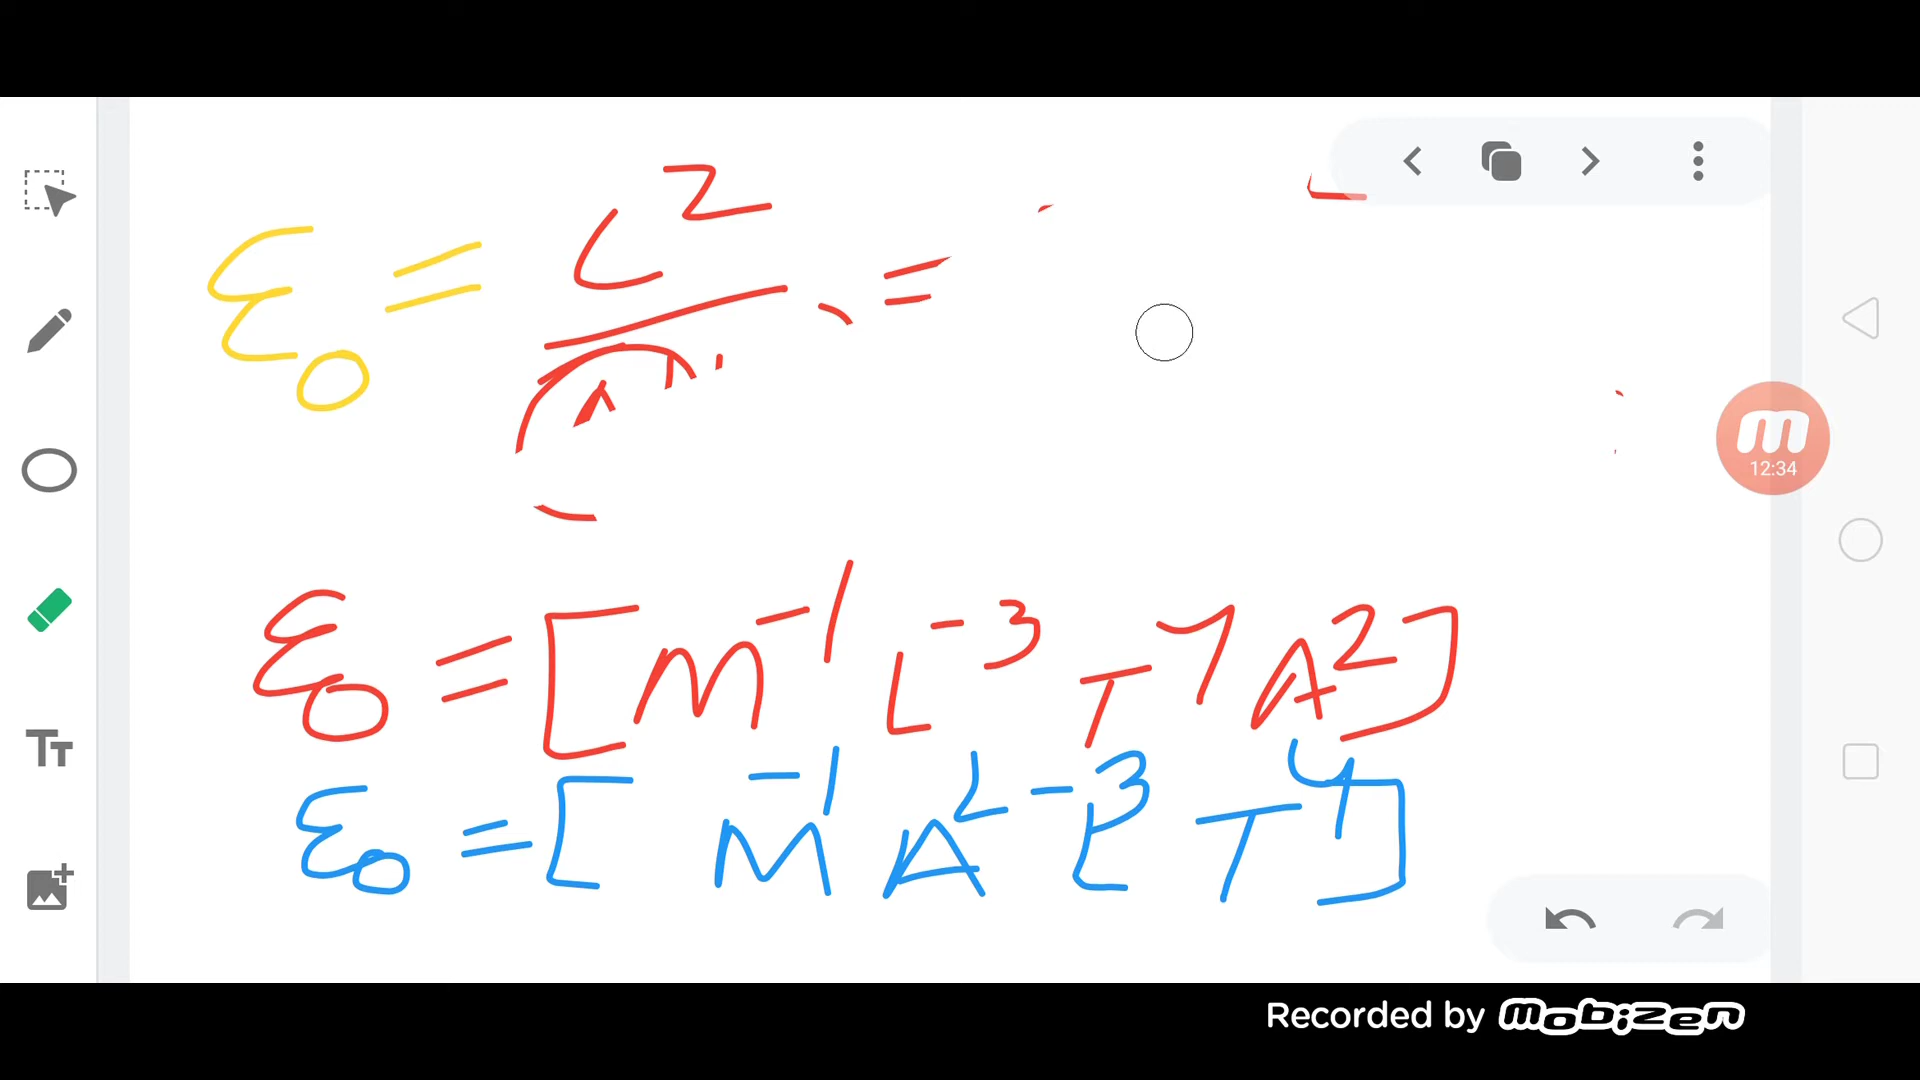 ε₀ = C²
=
12:34
ε₀ = [M⁻¹ L⁻³ T⁴ A²]
ε₀ = [M⁻¹ A² L⁻³ T⁴]
Recorded by mobizen